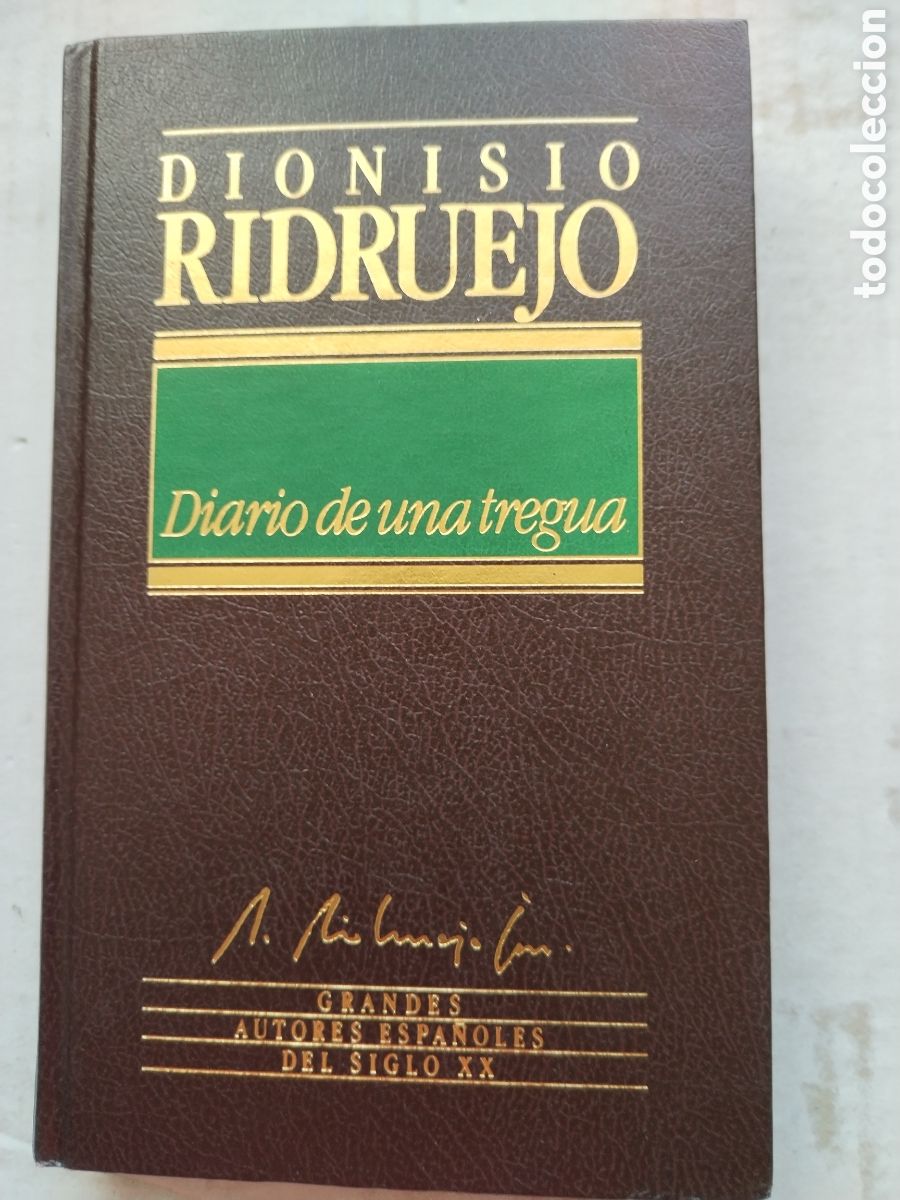 DIONISIO
RIDRUEJO
Diario de una tregua
GRANDES
AUTORES ESPAÑOLES
DEL SIGLO XX
todocoleccion